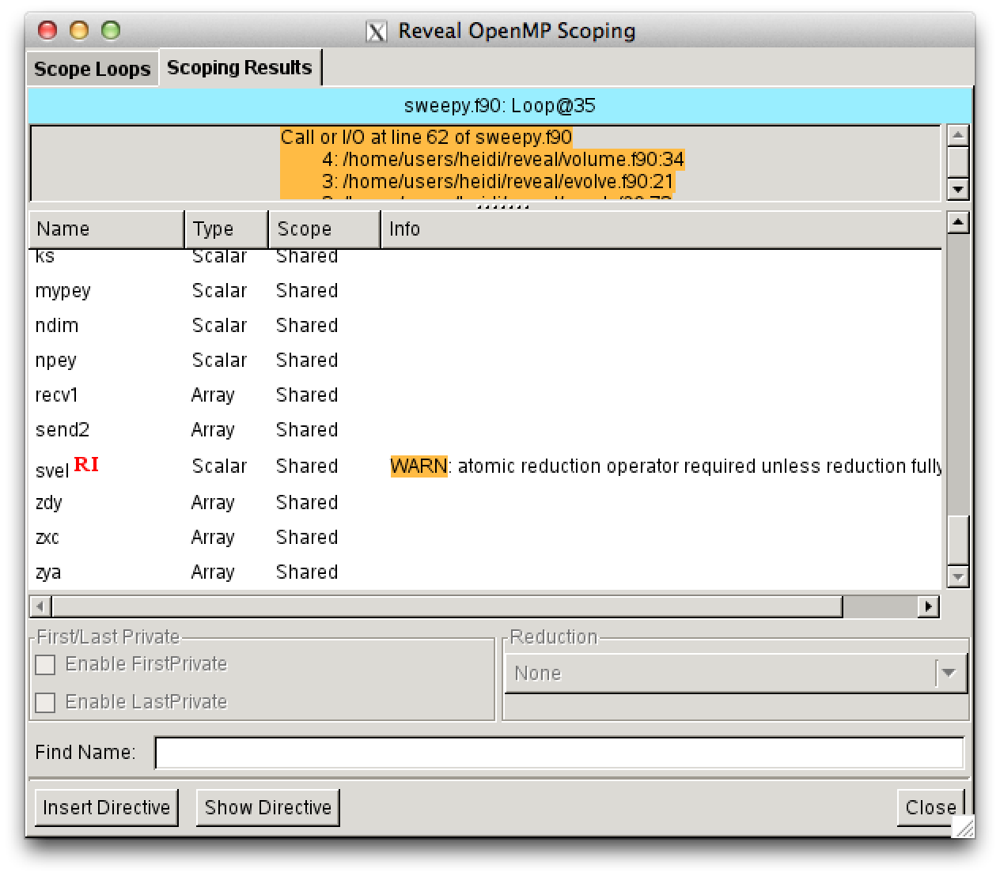 Reveal OpenMP Scoping
Scope Loops Scoping Results
sweepy.f90: Loop@35
Call or I/O at line 62 of sweepy.f90
4: /home/users/heidi/reveal/volume.f90:34
3: /home/users/heidi/reveal/evolve.f90:21
Name Type Scope Info
ks Scalar Shared
mypey Scalar Shared
ndim Scalar Shared
npey Scalar Shared
recv1 Array Shared
send2 Array Shared
svel RI Scalar Shared WARN: atomic reduction operator required unless reduction fully
zdy Array Shared
zxc Array Shared
zya Array Shared
First/Last Private Reduction
Enable FirstPrivate None
Enable LastPrivate
Find Name:
Insert Directive Show Directive Close